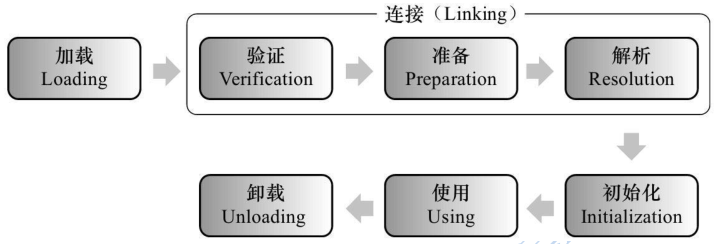 连接（Linking）
加载
Loading
验证
Verification
准备
Preparation
解析
Resolution
初始化
Initialization
使用
Using
卸载
Unloading